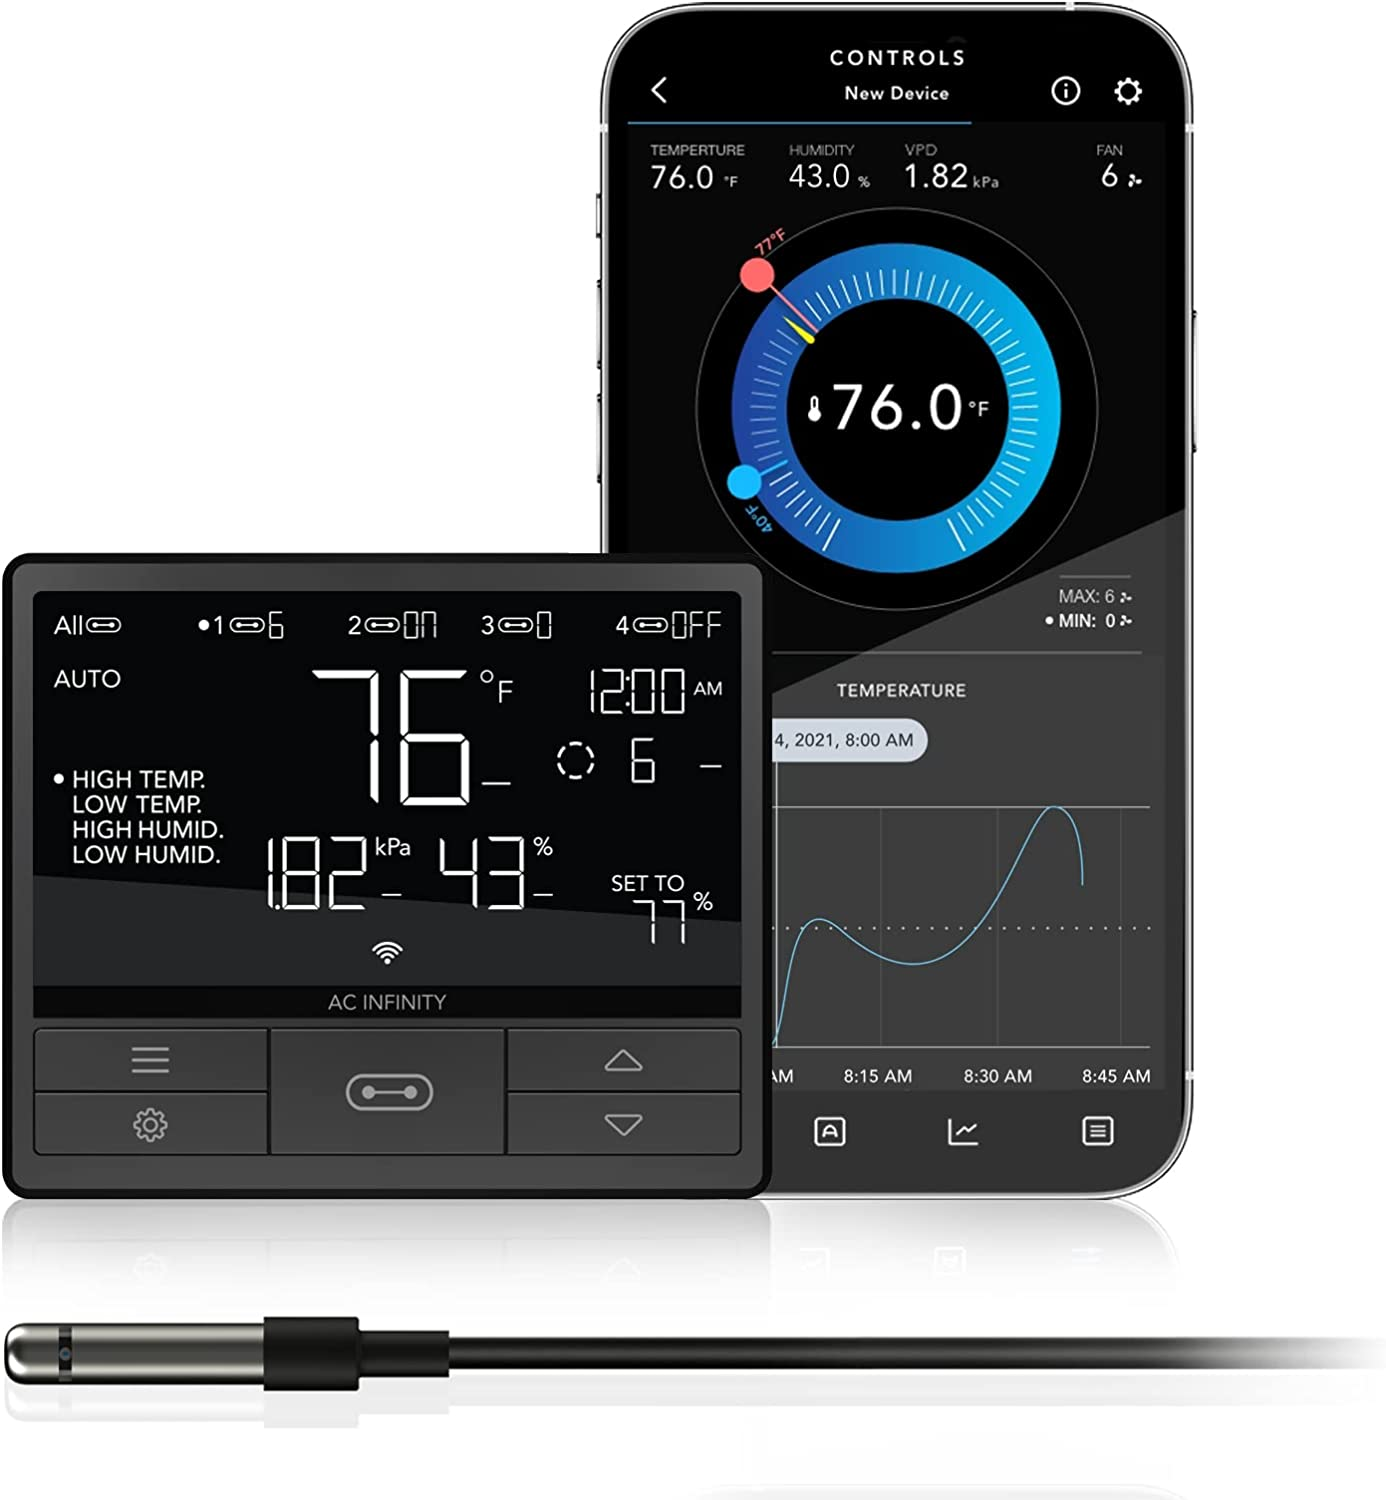 CONTROLS
New Device
TEMPERTURE HUMIDITY VPD FAN
76.0 °F 43.0 % 1.82 kPa 6
77°F
76.0 °F
40°F
MAX: 6
• MIN: 0
TEMPERATURE
4, 2021, 8:00 AM
AM 8:15 AM 8:30 AM 8:45 AM
All •1 6 2 ON 3 0 4 OFF
AUTO
76 °F 12:00 AM
6 –
• HIGH TEMP.
LOW TEMP.
HIGH HUMID.
LOW HUMID.
1.82 kPa – 43 % –
SET TO
77 %
AC INFINITY